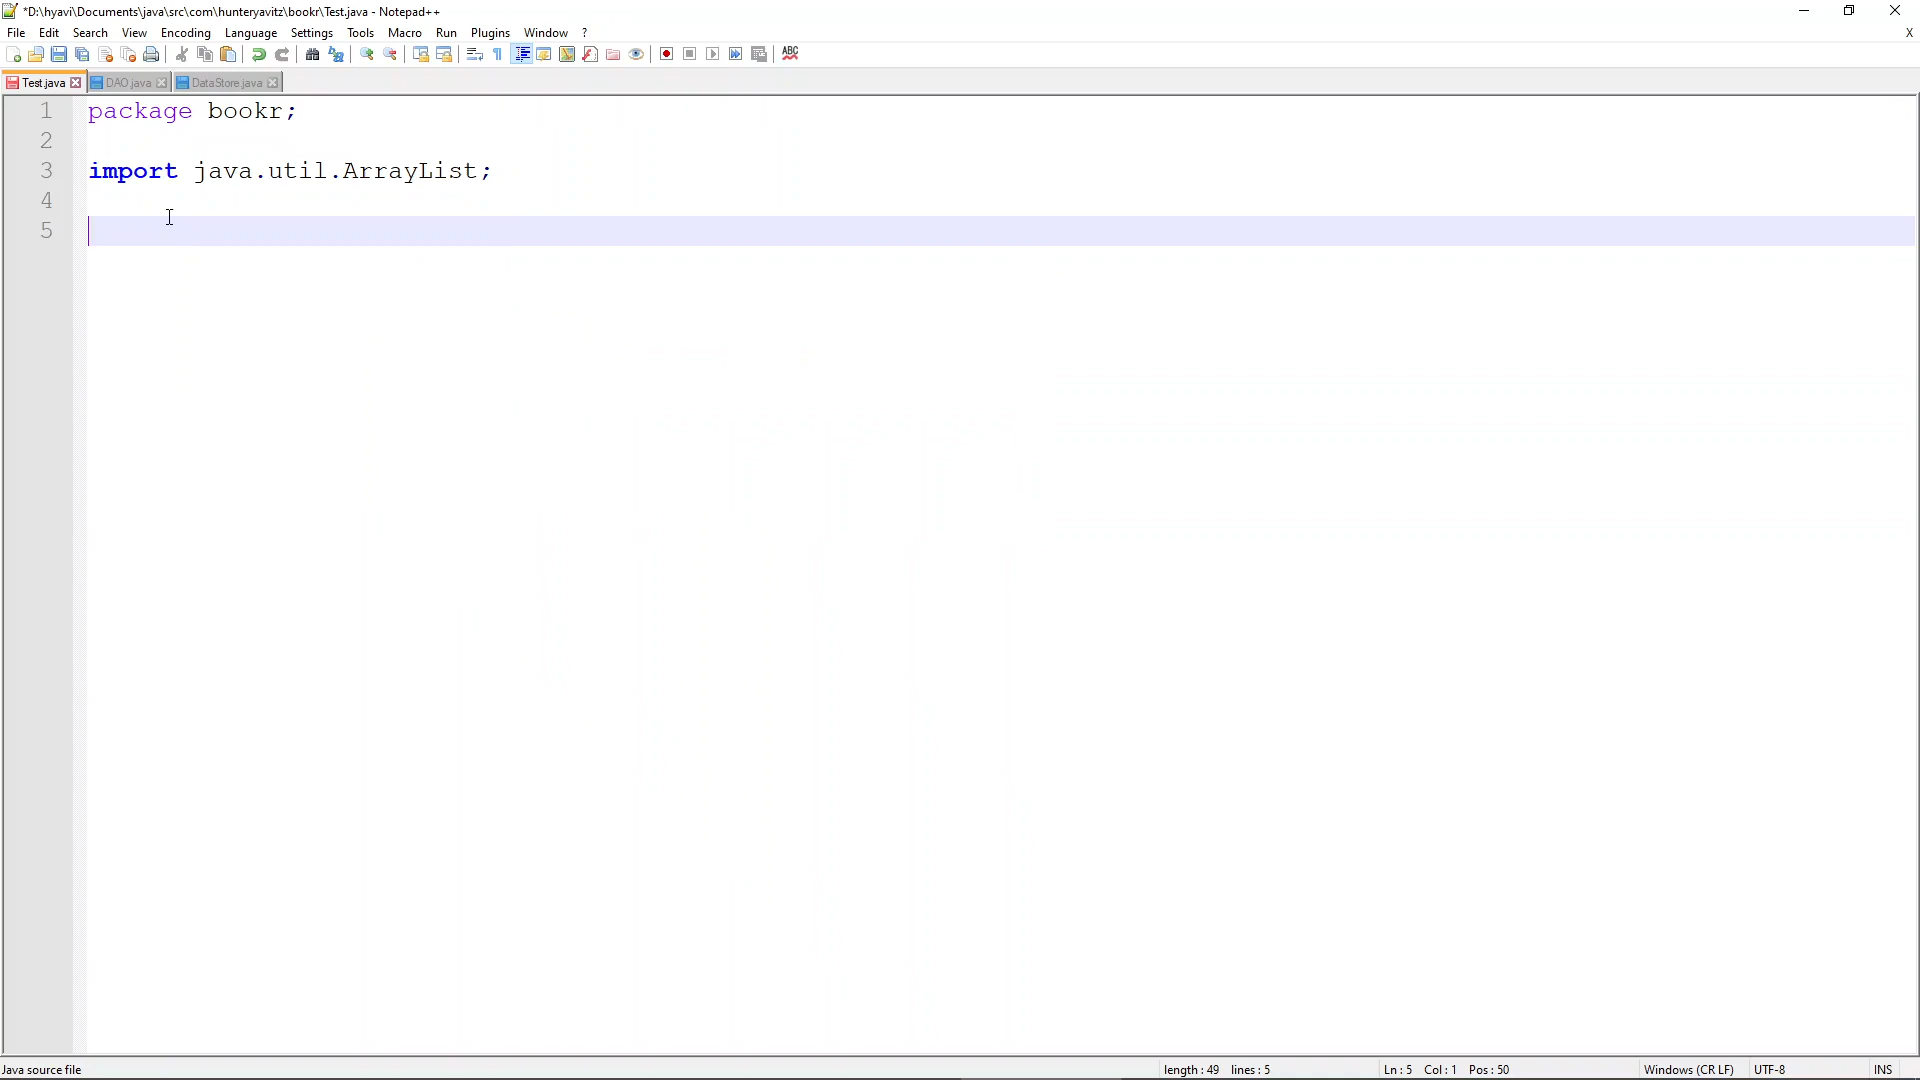 *D:\hyavi\Documents\java\src\com\hunteryavitz\bookr\Test.java - Notepad++
File Edit Search View Encoding Language Settings Tools Macro Run Plugins Window ? X
ABC
Test.java DAO.java DataStore.java
1 package bookr;
2
3 import java.util.ArrayList;
4
5
Java source file length : 49 lines : 5 Ln : 5 Col : 1 Pos : 50 Windows (CR LF) UTF-8 INS